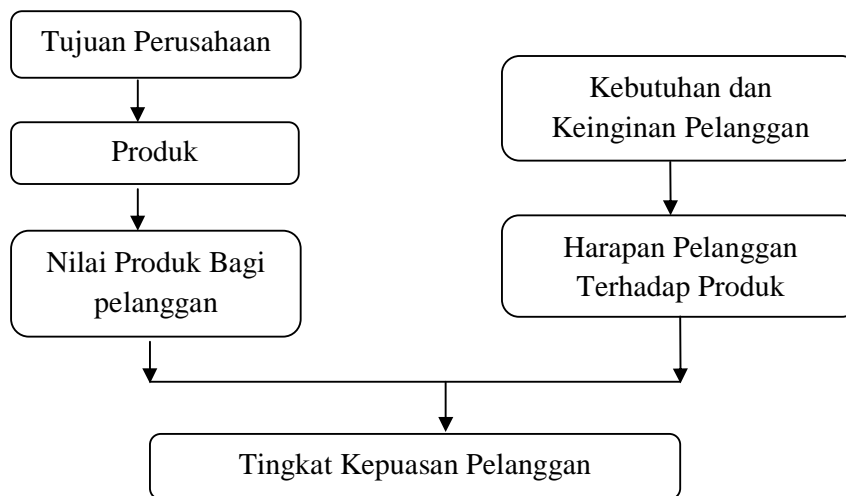 Tujuan Perusahaan
Produk
Nilai Produk Bagi
pelanggan
Kebutuhan dan
Keinginan Pelanggan
Harapan Pelanggan
Terhadap Produk
Tingkat Kepuasan Pelanggan